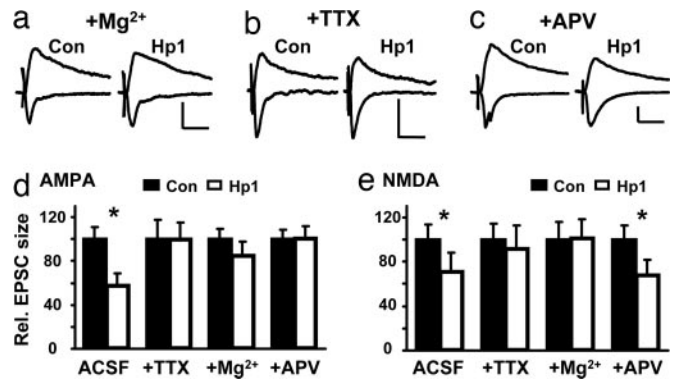 a +Mg²⁺ b +TTX c +APV
Con Hp1 Con Hp1 Con Hp1
d AMPA Con Hp1 e NMDA Con Hp1
Rel. EPSC size
120 * 120 * *
80 80
40 40
0 0
ACSF +TTX +Mg²⁺ +APV ACSF +TTX +Mg²⁺ +APV